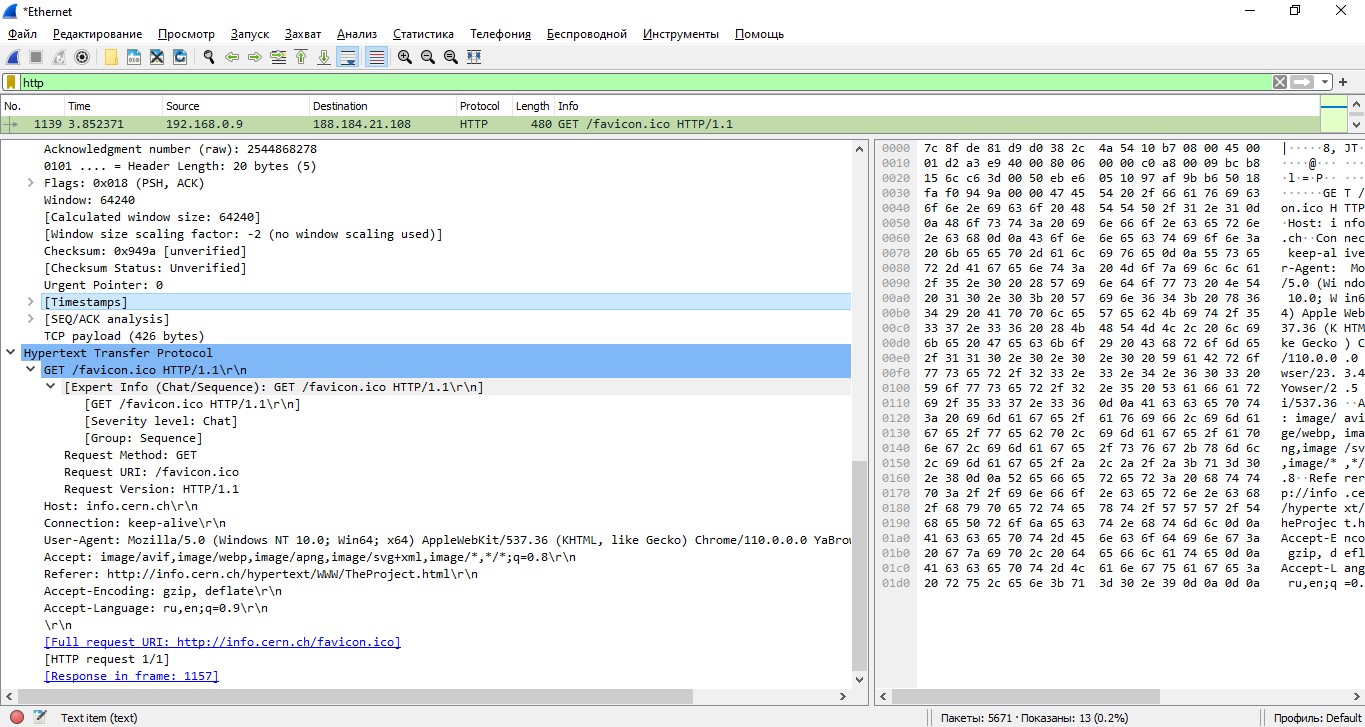 *Ethernet
Файл Редактирование Просмотр Запуск Захват Анализ Статистика Телефония Беспроводной Инструменты Помощь
http
No. Time Source Destination Protocol Length Info
1139 3.852371 192.168.0.9 188.184.21.108 HTTP 480 GET /favicon.ico HTTP/1.1
Acknowledgment number (raw): 2544868278
0101 .... = Header Length: 20 bytes (5)
Flags: 0x018 (PSH, ACK)
Window: 64240
[Calculated window size: 64240]
[Window size scaling factor: -2 (no window scaling used)]
Checksum: 0x949a [unverified]
[Checksum Status: Unverified]
Urgent Pointer: 0
[Timestamps]
[SEQ/ACK analysis]
TCP payload (426 bytes)
Hypertext Transfer Protocol
GET /favicon.ico HTTP/1.1\r\n
[Expert Info (Chat/Sequence): GET /favicon.ico HTTP/1.1\r\n]
[GET /favicon.ico HTTP/1.1\r\n]
[Severity level: Chat]
[Group: Sequence]
Request Method: GET
Request URI: /favicon.ico
Request Version: HTTP/1.1
Host: info.cern.ch\r\n
Connection: keep-alive\r\n
User-Agent: Mozilla/5.0 (Windows NT 10.0; Win64; x64) AppleWebKit/537.36 (KHTML, like Gecko) Chrome/110.0.0.0 YaBrow
Accept: image/avif,image/webp,image/apng,image/svg+xml,image/*,*/*;q=0.8\r\n
Referer: http://info.cern.ch/hypertext/WWW/TheProject.html\r\n
Accept-Encoding: gzip, deflate\r\n
Accept-Language: ru,en;q=0.9\r\n
\r\n
[Full request URI: http://info.cern.ch/favicon.ico]
[HTTP request 1/1]
[Response in frame: 1157]
0000 7c 8f de 81 d9 d0 38 2c 4a 54 10 b7 08 00 45 00 |·····8, JT·
0010 01 d2 a3 e9 40 00 80 06 00 00 c0 a8 00 09 bc b8 ····@···
0020 15 6c c6 3d 00 50 eb e6 05 10 97 af 9b b6 50 18 ·l·=·P·· ····
0030 fa f0 94 9a 00 00 47 45 54 20 2f 66 61 76 69 63 ······GE T /
0040 6f 6e 2e 69 63 6f 20 48 54 54 50 2f 31 2e 31 0d on.ico H TTP
0050 0a 48 6f 73 74 3a 20 69 6e 66 6f 2e 63 65 72 6e ·Host: i nfo
0060 2e 63 68 0d 0a 43 6f 6e 6e 65 63 74 69 6f 6e 3a .ch··Con nec
0070 20 6b 65 65 70 2d 61 6c 69 76 65 0d 0a 55 73 65 keep-al ive
0080 72 2d 41 67 65 6e 74 3a 20 4d 6f 7a 69 6c 6c 61 r-Agent: Mo
0090 2f 35 2e 30 20 28 57 69 6e 64 6f 77 73 20 4e 54 /5.0 (Wi ndo
00a0 20 31 30 2e 30 3b 20 57 69 6e 36 34 3b 20 78 36 10.0; W in6
00b0 34 29 20 41 70 70 6c 65 57 65 62 4b 69 74 2f 35 4) Apple Web
00c0 33 37 2e 33 36 20 28 4b 48 54 4d 4c 2c 20 6c 69 37.36 (K HTM
00d0 6b 65 20 47 65 63 6b 6f 29 20 43 68 72 6f 6d 65 ke Gecko ) C
00e0 2f 31 31 30 2e 30 2e 30 2e 30 20 59 61 42 72 6f /110.0.0 .0
00f0 77 73 65 72 2f 32 33 2e 33 2e 34 2e 36 30 33 20 wser/23. 3.4
0100 59 6f 77 73 65 72 2f 32 2e 35 20 53 61 66 61 72 Yowser/2 .5
0110 69 2f 35 33 37 2e 33 36 0d 0a 41 63 63 65 70 74 i/537.36 ··A
0120 3a 20 69 6d 61 67 65 2f 61 76 69 66 2c 69 6d 61 : image/ avi
0130 67 65 2f 77 65 62 70 2c 69 6d 61 67 65 2f 61 70 ge/webp, ima
0140 6e 67 2c 69 6d 61 67 65 2f 73 76 67 2b 78 6d 6c ng,image /sv
0150 2c 69 6d 61 67 65 2f 2a 2c 2a 2f 2a 3b 71 3d 30 ,image/* ,*/
0160 2e 38 0d 0a 52 65 66 65 72 65 72 3a 20 68 74 74 .8··Refe rer
0170 70 3a 2f 2f 69 6e 66 6f 2e 63 65 72 6e 2e 63 68 p://info .ce
0180 2f 68 79 70 65 72 74 65 78 74 2f 57 57 57 2f 54 /hyperte xt/
0190 68 65 50 72 6f 6a 65 63 74 2e 68 74 6d 6c 0d 0a heProjec t.h
01a0 41 63 63 65 70 74 2d 45 6e 63 6f 64 69 6e 67 3a Accept-E nco
01b0 20 67 7a 69 70 2c 20 64 65 66 6c 61 74 65 0d 0a gzip, d efl
01c0 41 63 63 65 70 74 2d 4c 61 6e 67 75 61 67 65 3a Accept-L ang
01d0 20 72 75 2c 65 6e 3b 71 3d 30 2e 39 0d 0a 0d 0a ru,en;q =0.
Text item (text) Пакеты: 5671 · Показаны: 13 (0.2%) Профиль: Default